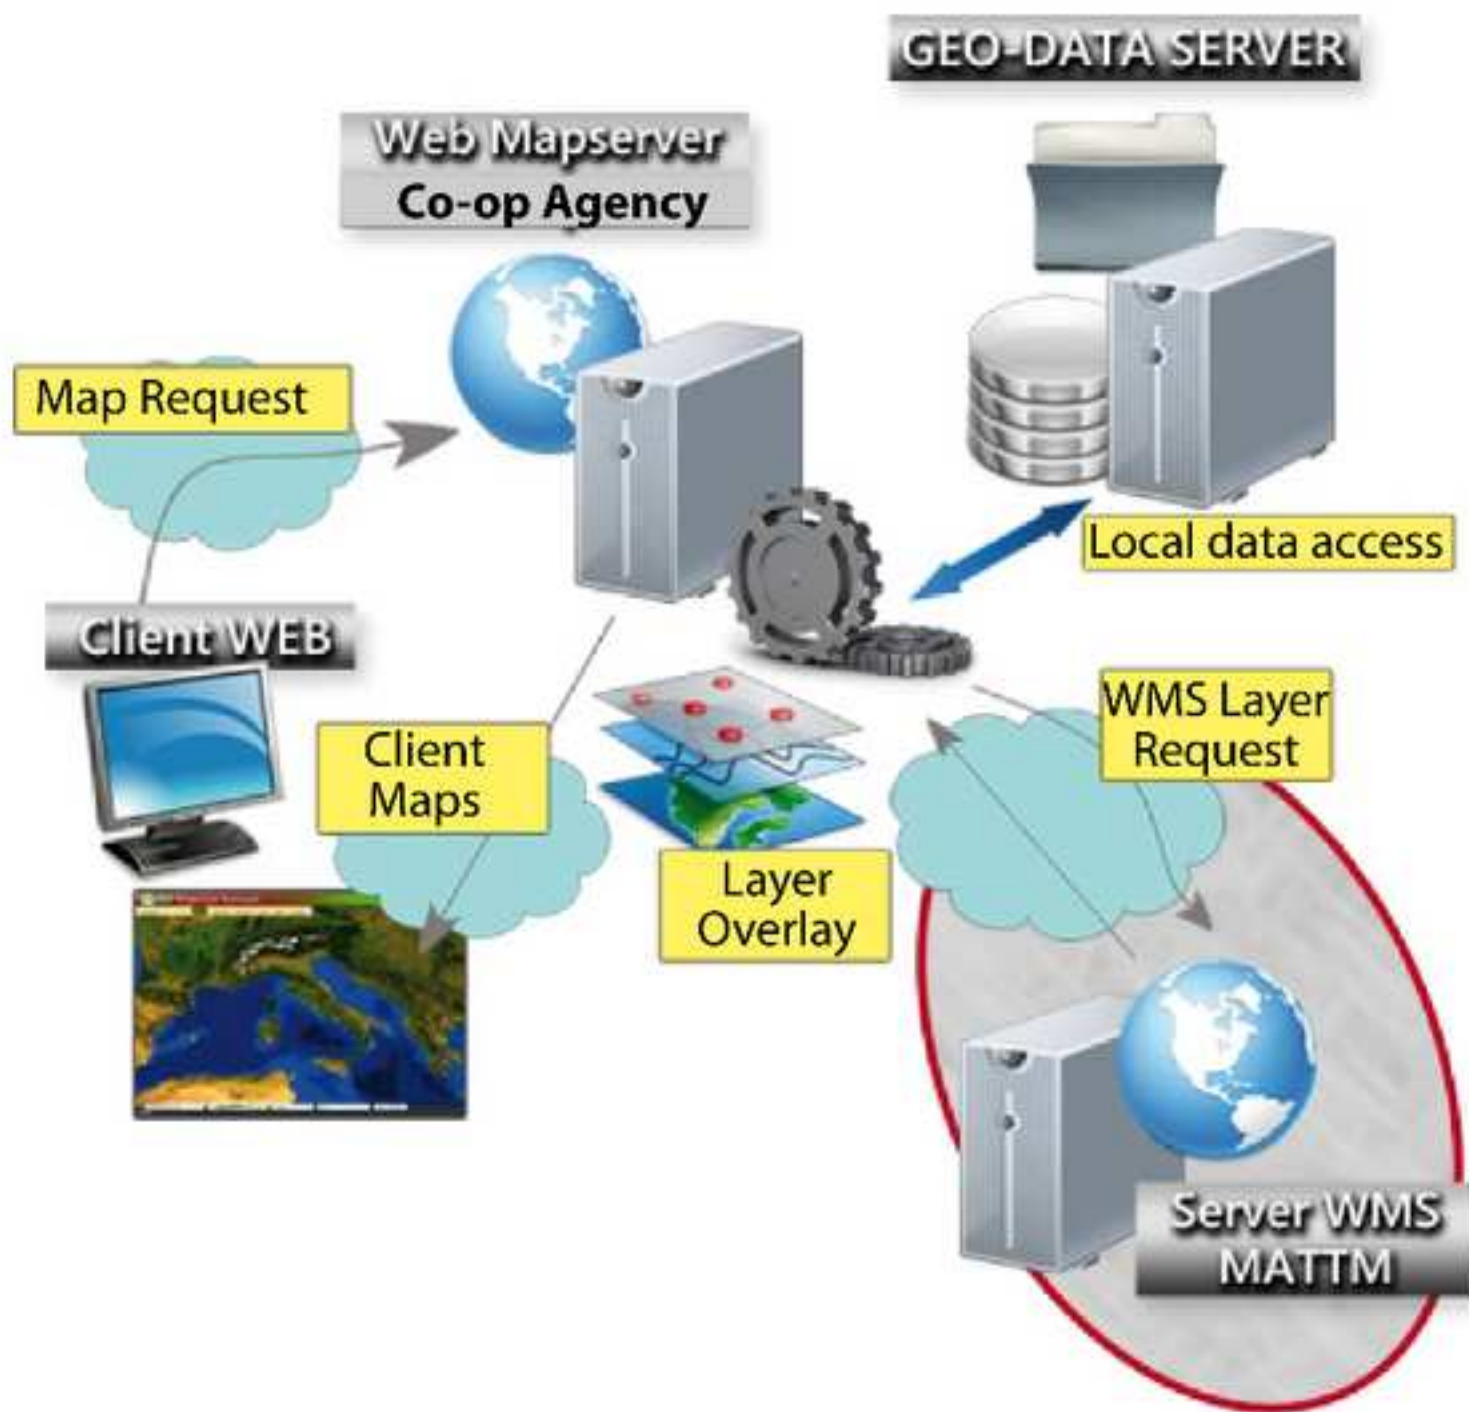 GEO-DATA SERVER
Web Mapserver
Co-op Agency
Map Request
Local data access
Client WEB
WMS Layer
Request
Client
Maps
Layer
Overlay
Server WMS
MATTM